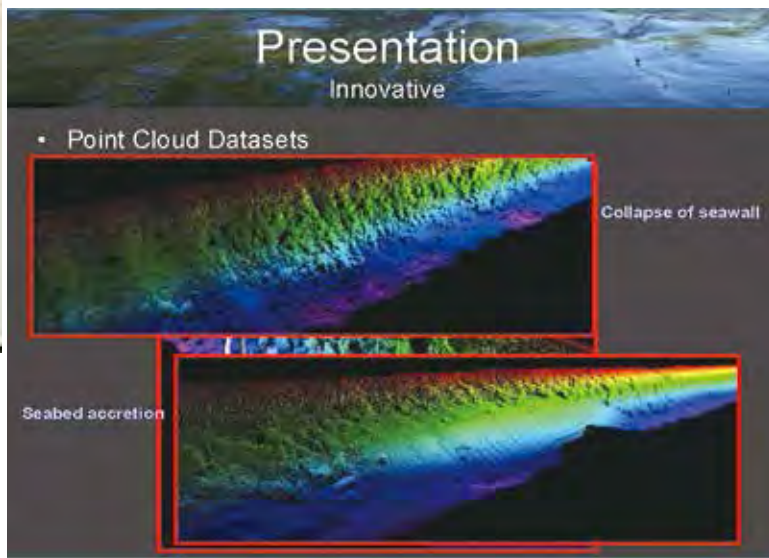 Presentation
Innovative
• Point Cloud Datasets
Collapse of seawall
Seabed accretion